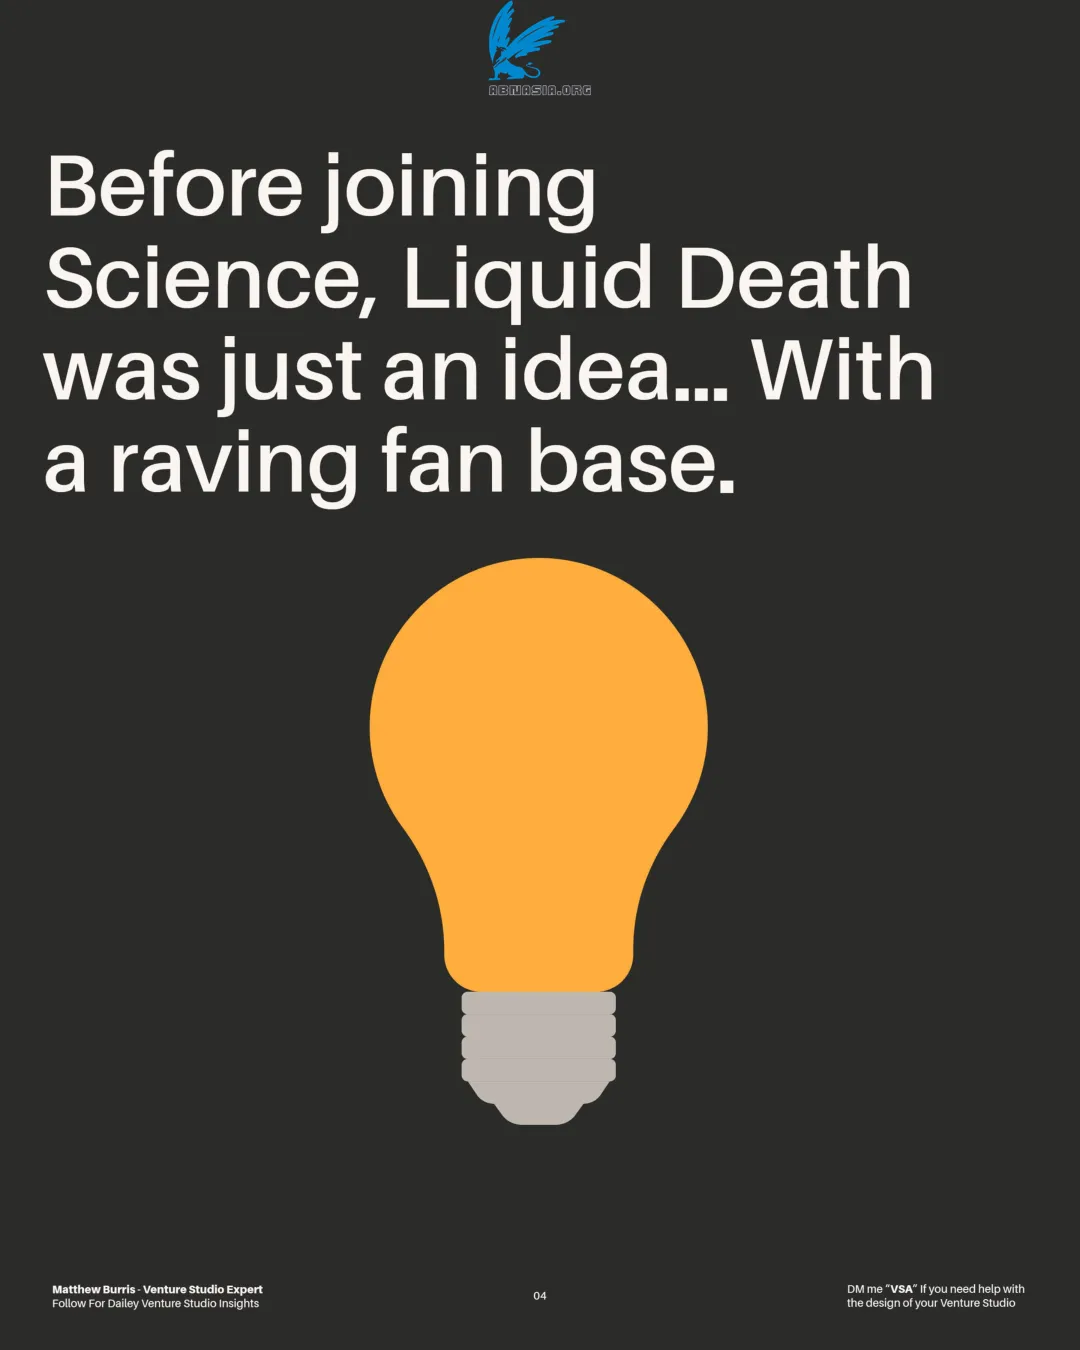 ABNASIA.ORG
Before joining
Science, Liquid Death
was just an idea... With
a raving fan base.
Matthew Burris - Venture Studio Expert
Follow For Dailey Venture Studio Insights
04
DM me “VSA” If you need help with
the design of your Venture Studio